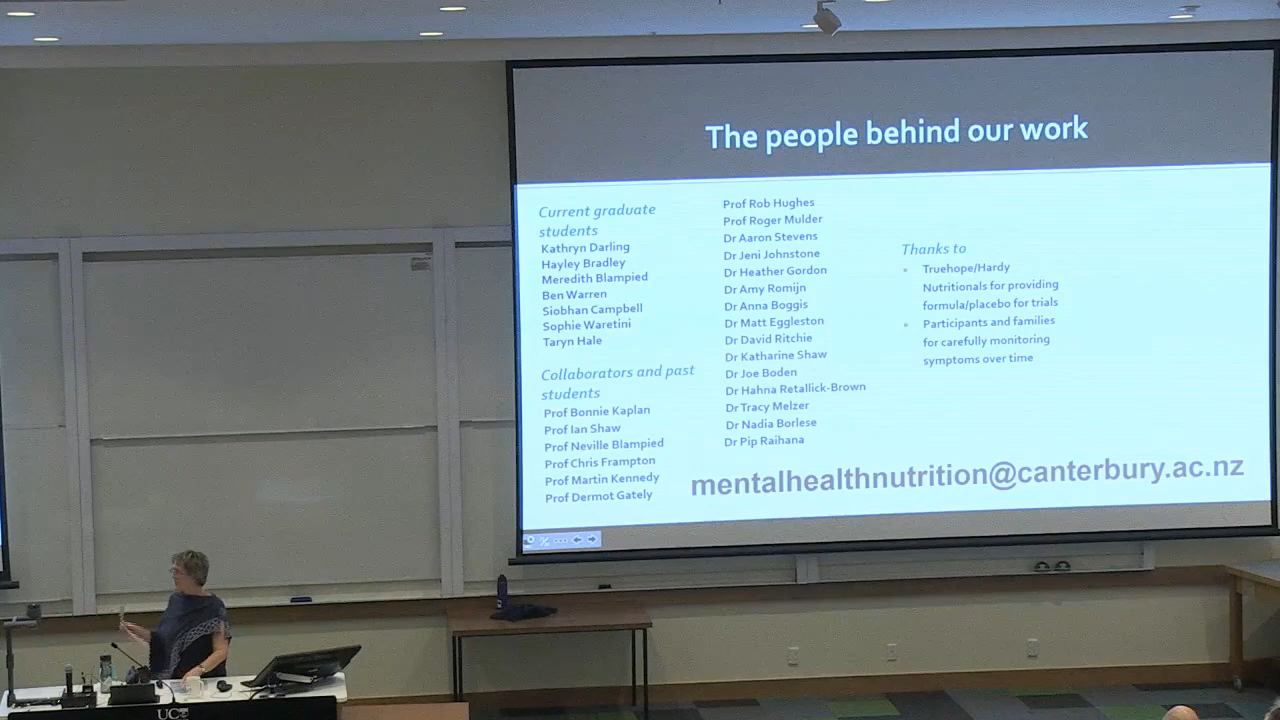 The people behind our work
Current graduate
students
Kathryn Darling
Hayley Bradley
Meredith Blampied
Ben Warren
Siobhan Campbell
Sophie Waretini
Taryn Hale
Collaborators and past
students
Prof Bonnie Kaplan
Prof Ian Shaw
Prof Neville Blampied
Prof Chris Frampton
Prof Martin Kennedy
Prof Dermot Gately
Prof Rob Hughes
Prof Roger Mulder
Dr Aaron Stevens
Dr Jeni Johnstone
Dr Heather Gordon
Dr Amy Romijn
Dr Anna Boggis
Dr Matt Eggleston
Dr David Ritchie
Dr Katharine Shaw
Dr Joe Boden
Dr Hahna Retallick-Brown
Dr Tracy Melzer
Dr Nadia Borlese
Dr Pip Raihana
Thanks to
Truehope/Hardy
Nutritionals for providing
formula/placebo for trials
Participants and families
for carefully monitoring
symptoms over time
mentalhealthnutrition@canterbury.ac.nz
UC